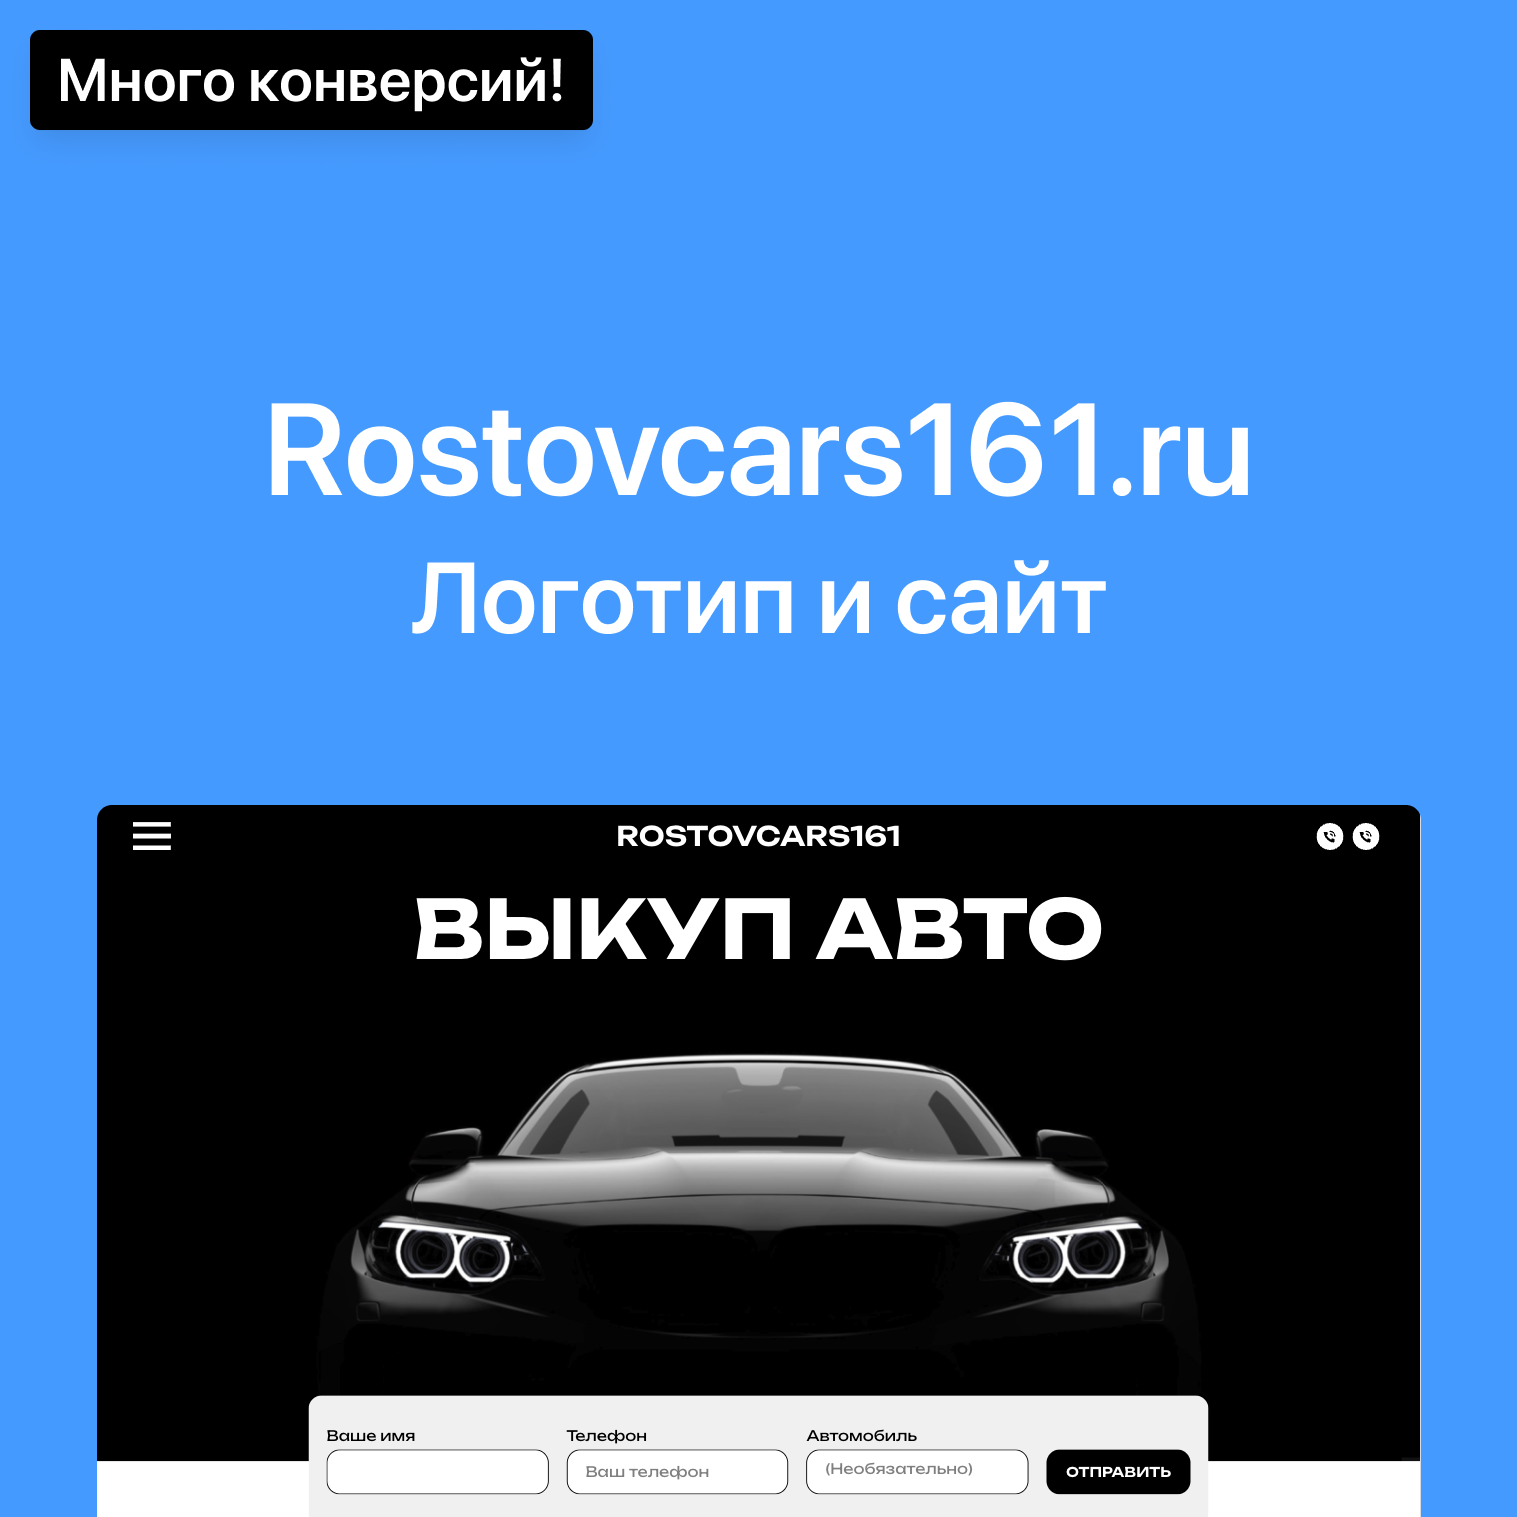 Много конверсий!
Rostovcars161.ru
Логотип и сайт
ROSTOVCARS161
ВЫКУП АВТО
Ваше имя
Телефон
Автомобиль
Ваш телефон
(Необязательно)
ОТПРАВИТЬ